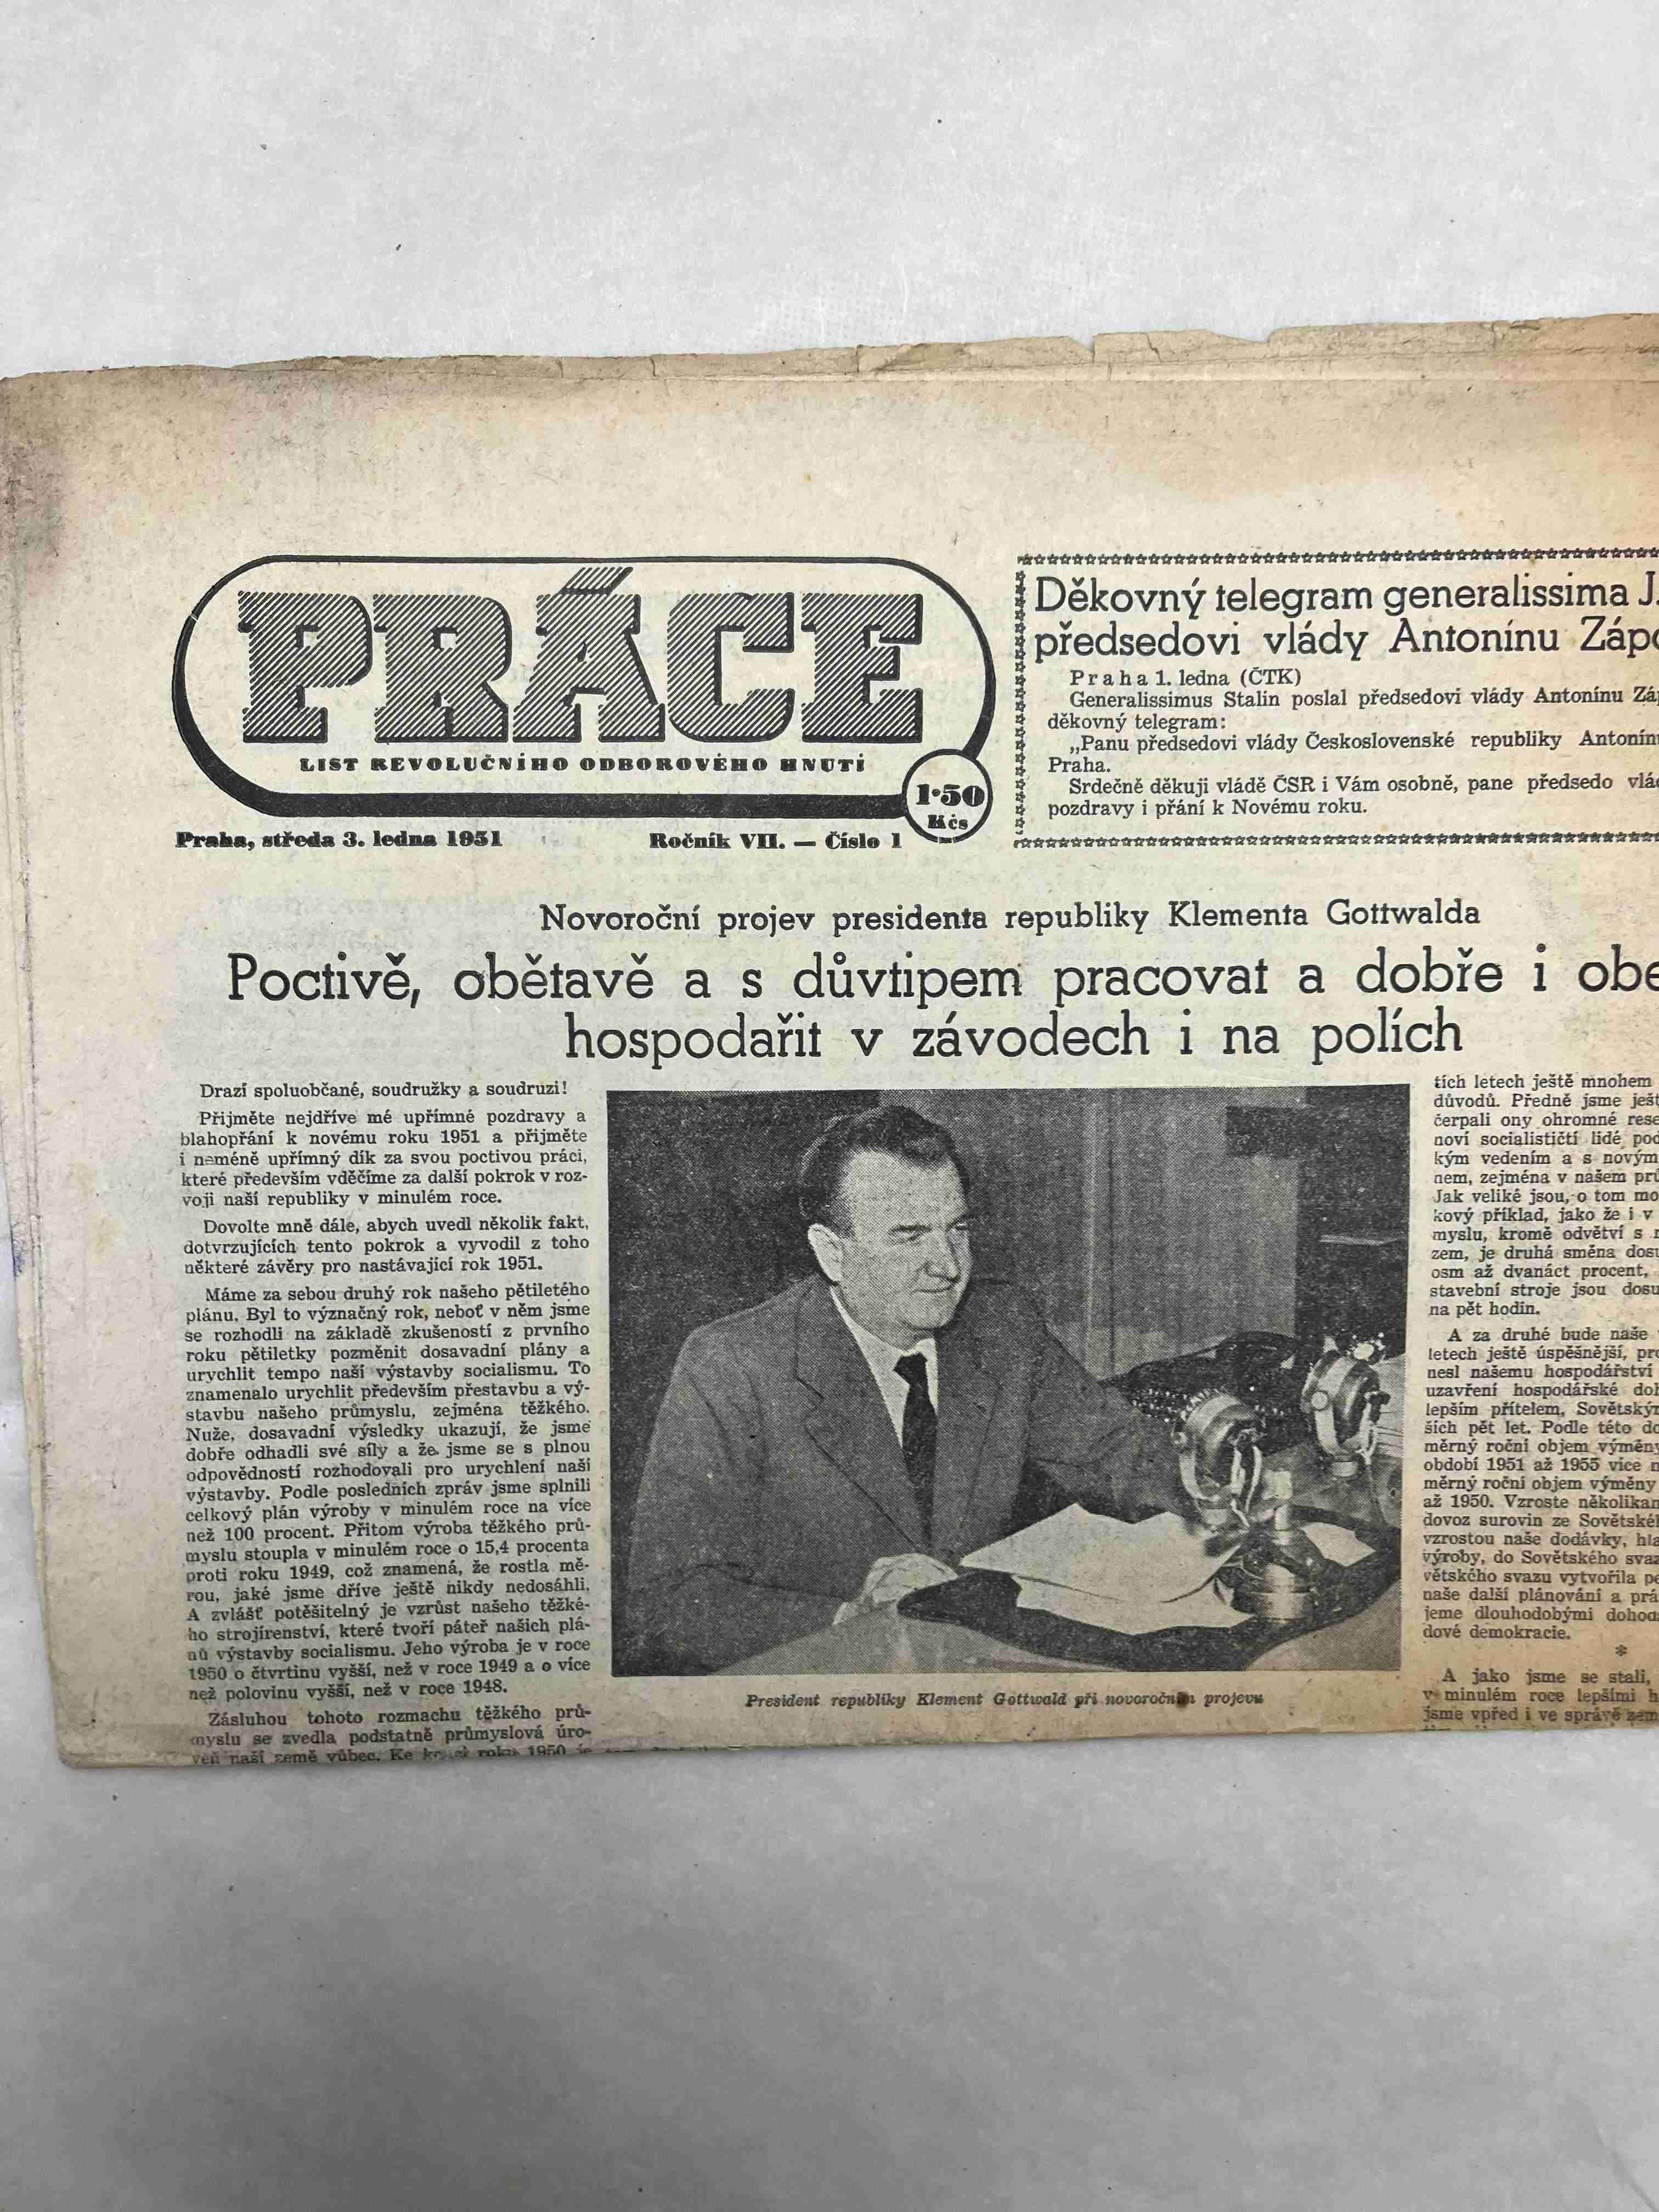 PRÁCE
LIST REVOLUČNÍHO ODBOROVÉHO HNUTÍ
1·50
Kčs
Praha, středa 3. ledna 1951
Ročník VII. — Číslo 1
Děkovný telegram generalissima J.
předsedovi vlády Antonínu Zápo
Praha 1. ledna (ČTK)
Generalissimus Stalin poslal předsedovi vlády Antonínu Záp
děkovný telegram:
„Panu předsedovi vlády Československé republiky Antonín
Praha.
Srdečně děkuji vládě ČSR i Vám osobně, pane předsedo vlád
pozdravy i přání k Novému roku.
Novoroční projev presidenta republiky Klementa Gottwalda
Poctivě, obětavě a s důvtipem pracovat a dobře i obe
hospodařit v závodech i na polích
Drazí spoluobčané, soudružky a soudruzi!
Přijměte nejdříve mé upřímné pozdravy a
blahopřání k novému roku 1951 a přijměte
i neméně upřímný dík za svou poctivou práci,
které především vděčíme za další pokrok v roz-
voji naší republiky v minulém roce.
Dovolte mně dále, abych uvedl několik fakt,
dotvrzujících tento pokrok a vyvodil z toho
některé závěry pro nastávající rok 1951.
Máme za sebou druhý rok našeho pětiletého
plánu. Byl to význačný rok, neboť v něm jsme
se rozhodli na základě zkušeností z prvního
roku pětiletky pozměnit dosavadní plány a
urychlit tempo naší výstavby socialismu. To
znamenalo urychlit především přestavbu a vý-
stavbu našeho průmyslu, zejména těžkého.
Nuže, dosavadní výsledky ukazují, že jsme
dobře odhadli své síly a že jsme se s plnou
odpovědností rozhodovali pro urychlení naší
výstavby. Podle posledních zpráv jsme splnili
celkový plán výroby v minulém roce na více
než 100 procent. Přitom výroba těžkého prů-
myslu stoupla v minulém roce o 15,4 procenta
proti roku 1949, což znamená, že rostla mě-
rou, jaké jsme dříve ještě nikdy nedosáhli.
A zvlášť potěšitelný je vzrůst našeho těžké-
ho strojírenství, které tvoří páteř našich plá-
nů výstavby socialismu. Jeho výroba je v roce
1950 o čtvrtinu vyšší, než v roce 1949 a o více
než polovinu vyšší, než v roce 1948.
Zásluhou tohoto rozmachu těžkého prů-
myslu se zvedla podstatně průmyslová úro-
veň naší země vůbec. Ke roku 1950 je
President republiky Klement Gottwald při novoročním projevu
tích letech ještě mnohem
důvodů. Předně jsme ješt
čerpali ony ohromné rese
noví socialističtí lidé pod
kým vedením a s novým
nem, zejména v našem prů
Jak veliké jsou, o tom mo
kový příklad, jako že i v
myslu, kromě odvětví s n
zem, je druhá směna dosu
osm až dvanáct procent,
stavební stroje jsou dosu
na pět hodin.
A za druhé bude naše
letech ještě úspěšnější, pro
nesl našemu hospodářství
uzavření hospodářské doh
lepším přítelem, Sovětským
ších pět let. Podle této do
měrný roční objem výměny
období 1951 až 1955 více n
měrný roční objem výměny
až 1950. Vzroste několikan
dovoz surovin ze Sovětské
vzrostou naše dodávky, hla
výroby, do Sovětského svaz
větského svazu vytvořila pe
naše další plánování a prá
jeme dlouhodobými dohod
dové demokracie.
*
A jako jsme se stali,
v minulém roce lepšími h
jsme vpřed i ve správě zem